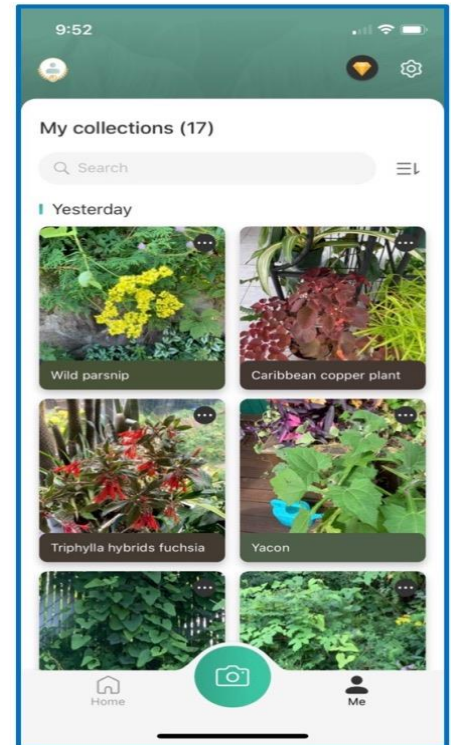 9:52
My collections (17)
Search
Yesterday
Wild parsnip
Caribbean copper plant
Triphylla hybrids fuchsia
Yacon
Home
Me